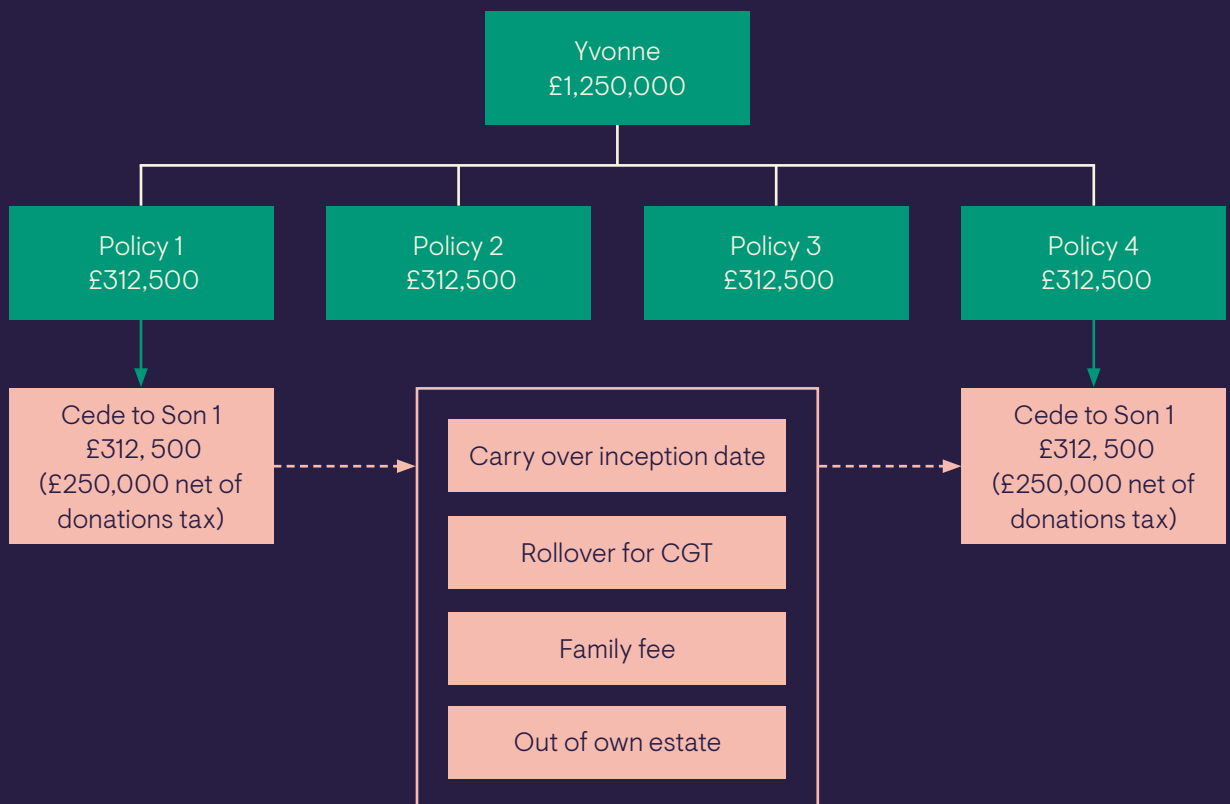 Yvonne
£1,250,000
Policy 1
£312,500
Policy 2
£312,500
Policy 3
£312,500
Policy 4
£312,500
Cede to Son 1
£312, 500
(£250,000 net of
donations tax)
Carry over inception date
Rollover for CGT
Family fee
Out of own estate
Cede to Son 1
£312, 500
(£250,000 net of
donations tax)